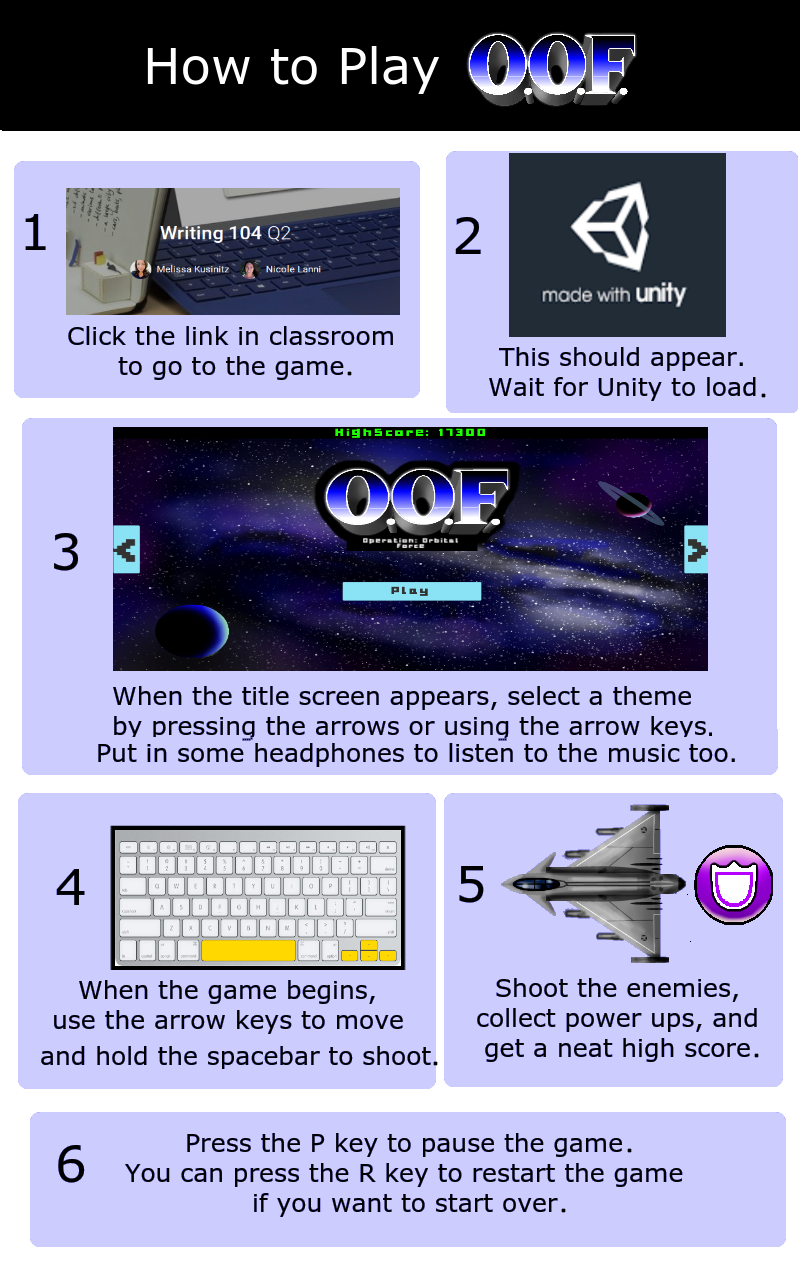 How to Play O.O.F.
1
Writing 104 Q2
Melissa Kusinitz Nicole Lanni
Click the link in classroom
to go to the game.
2
made with unity
This should appear.
Wait for Unity to load.
3
HighScore: 17300
O.O.F.
Operation: Orbital
Force
<
>
Play
When the title screen appears, select a theme
by pressing the arrows or using the arrow keys.
Put in some headphones to listen to the music too.
4
When the game begins,
use the arrow keys to move
and hold the spacebar to shoot.
5
Shoot the enemies,
collect power ups, and
get a neat high score.
6
Press the P key to pause the game.
You can press the R key to restart the game
if you want to start over.